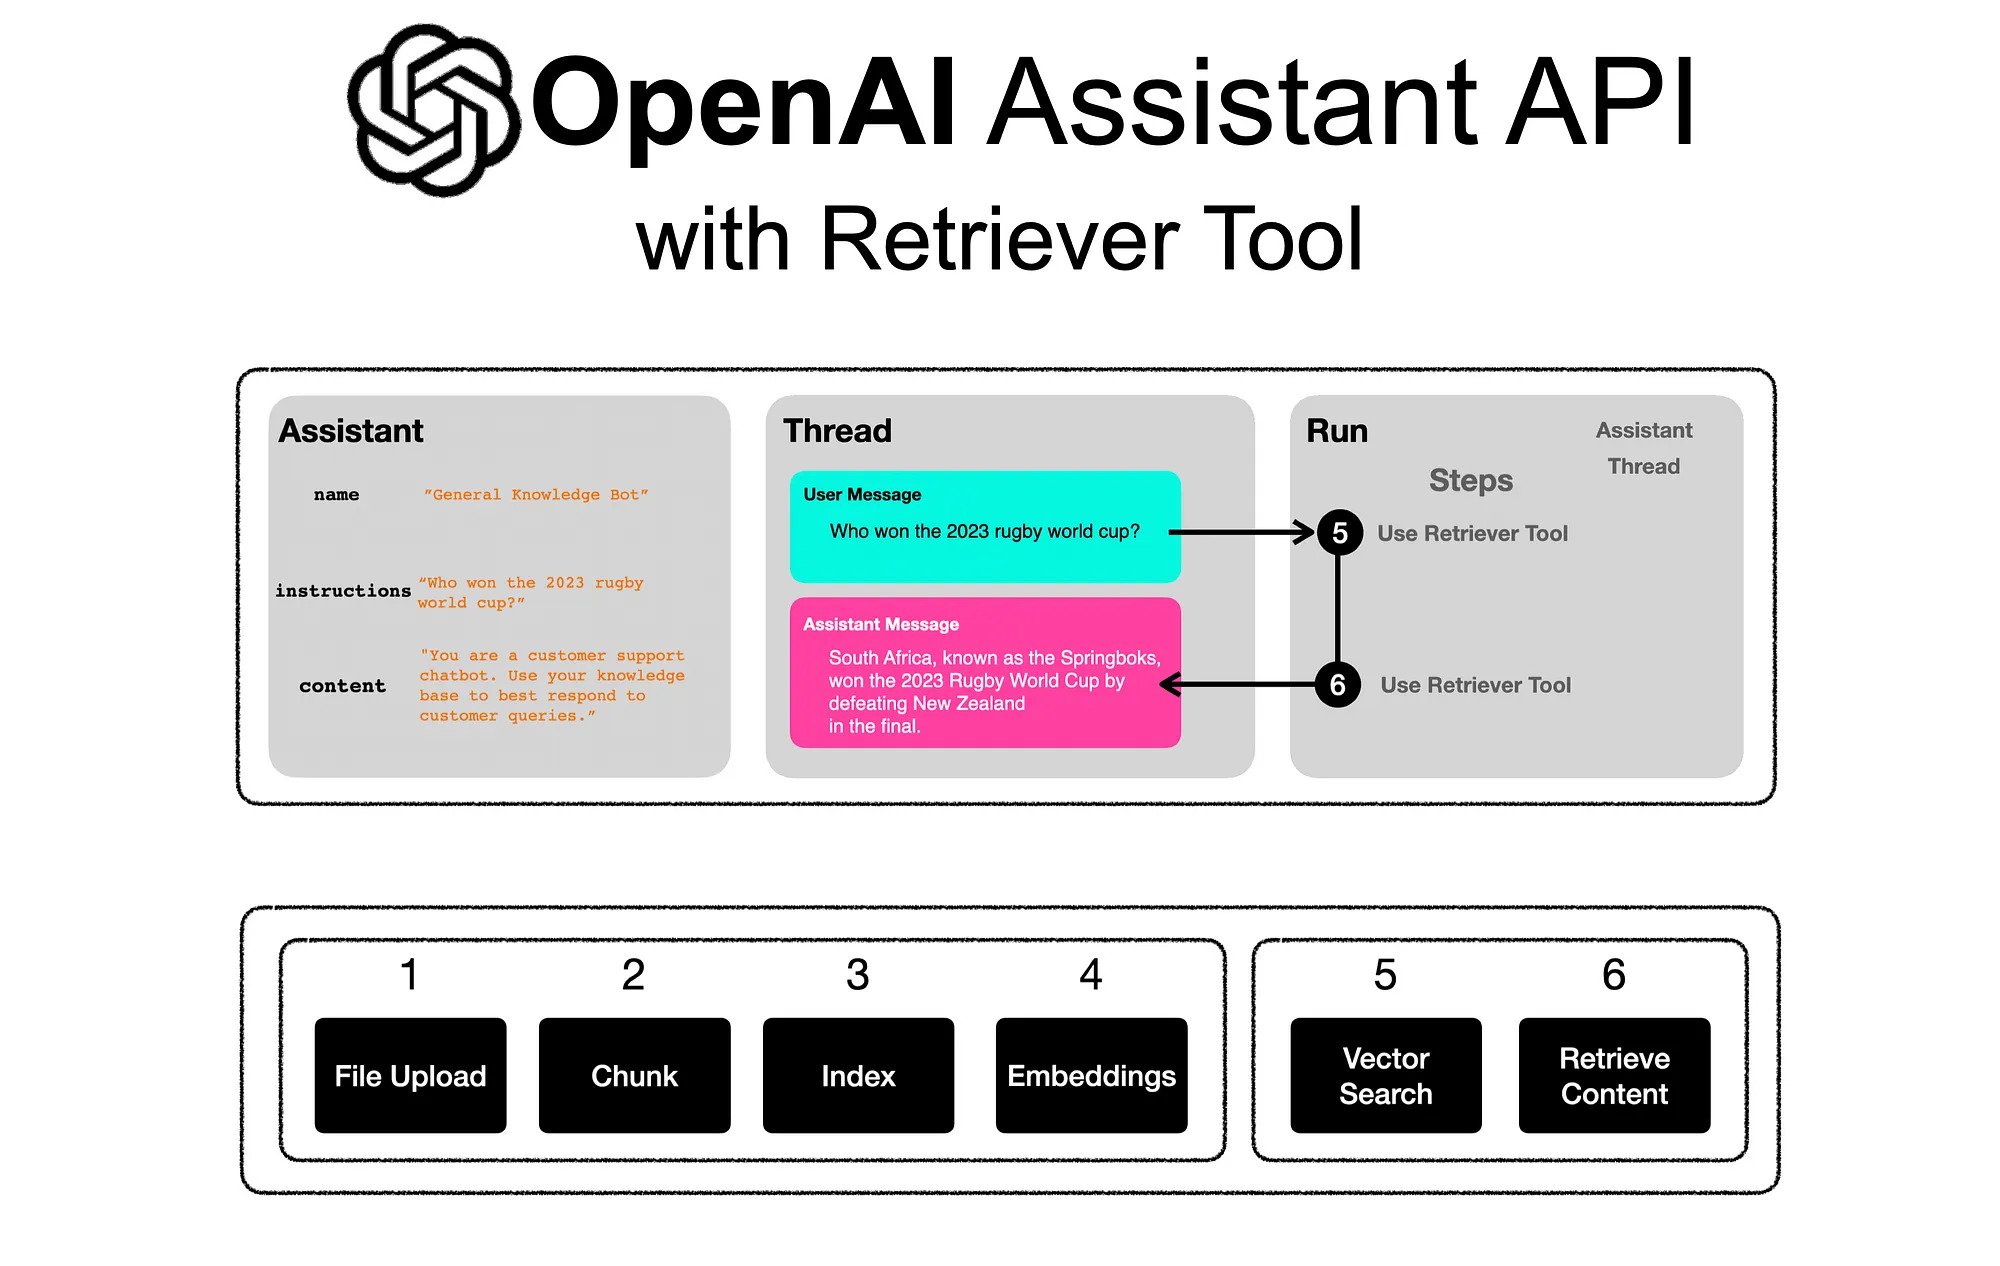 OpenAI Assistant API
with Retriever Tool
Assistant
name
”General Knowledge Bot”
instructions
“Who won the 2023 rugby
world cup?”
content
"You are a customer support
chatbot. Use your knowledge
base to best respond to
customer queries.”
Thread
User Message
Who won the 2023 rugby world cup?
Assistant Message
South Africa, known as the Springboks,
won the 2023 Rugby World Cup by
defeating New Zealand
in the final.
Run
Assistant
Thread
Steps
5 Use Retriever Tool
6 Use Retriever Tool
1
File Upload
2
Chunk
3
Index
4
Embeddings
5
Vector
Search
6
Retrieve
Content